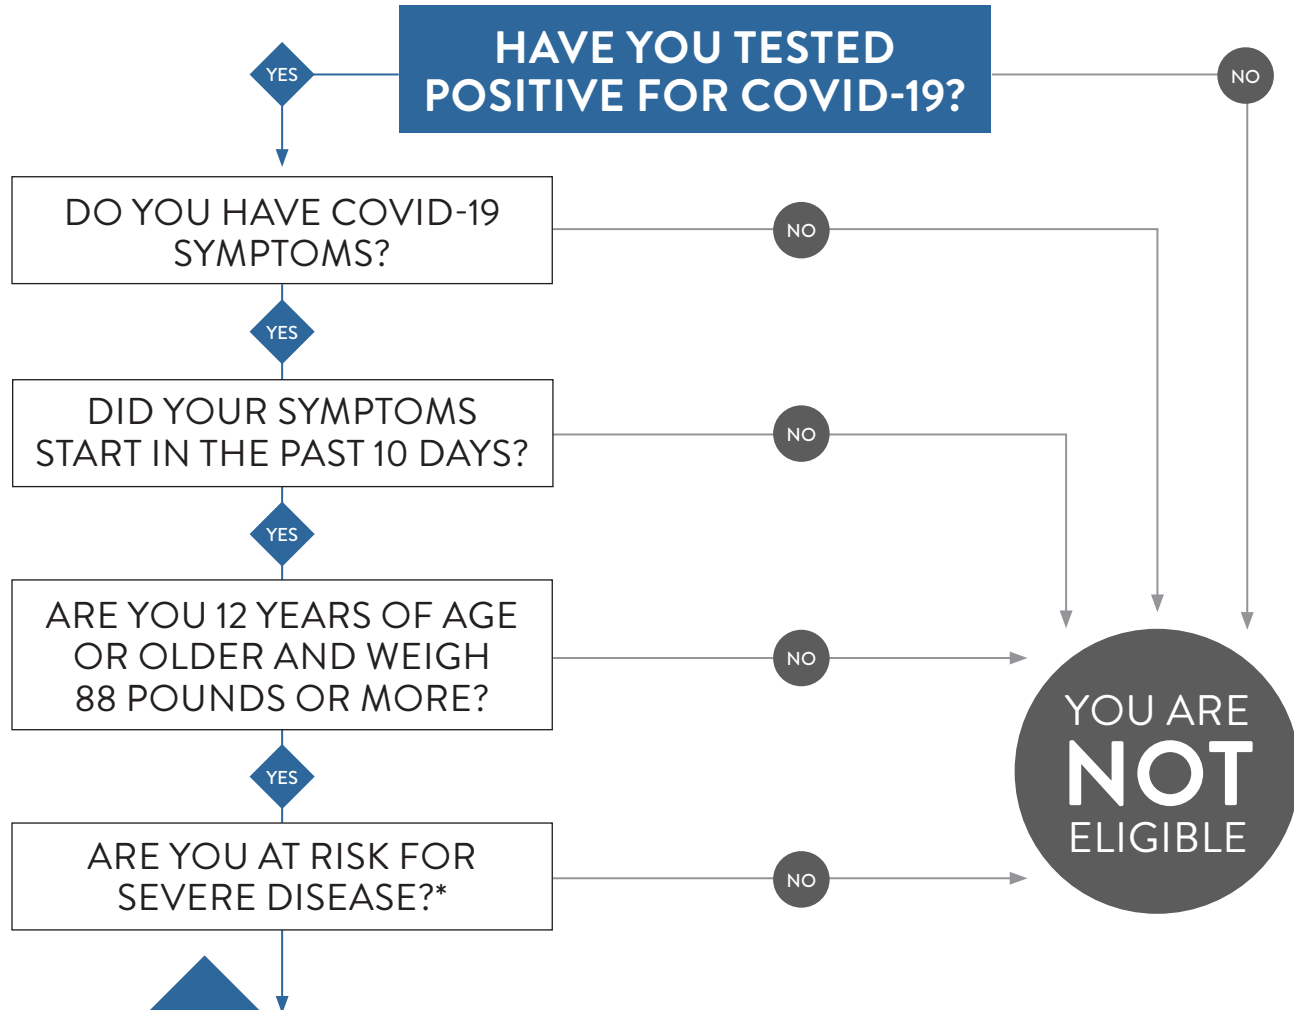 HAVE YOU TESTED
POSITIVE FOR COVID-19?
YES
NO
DO YOU HAVE COVID-19
SYMPTOMS?
NO
YES
DID YOUR SYMPTOMS
START IN THE PAST 10 DAYS?
NO
YES
ARE YOU 12 YEARS OF AGE
OR OLDER AND WEIGH
88 POUNDS OR MORE?
NO
YES
ARE YOU AT RISK FOR
SEVERE DISEASE?*
NO
YOU ARE
NOT
ELIGIBLE